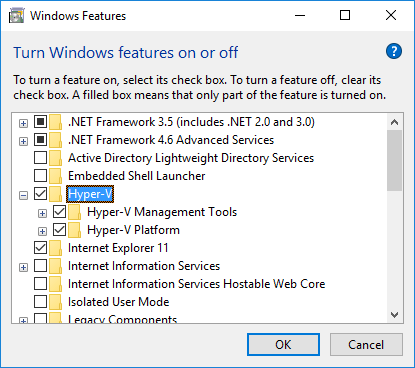 Windows Features
Turn Windows features on or off
To turn a feature on, select its check box. To turn a feature off, clear its
check box. A filled box means that only part of the feature is turned on.
.NET Framework 3.5 (includes .NET 2.0 and 3.0)
.NET Framework 4.6 Advanced Services
Active Directory Lightweight Directory Services
Embedded Shell Launcher
Hyper-V
Hyper-V Management Tools
Hyper-V Platform
Internet Explorer 11
Internet Information Services
Internet Information Services Hostable Web Core
Isolated User Mode
Legacy Components
OK Cancel